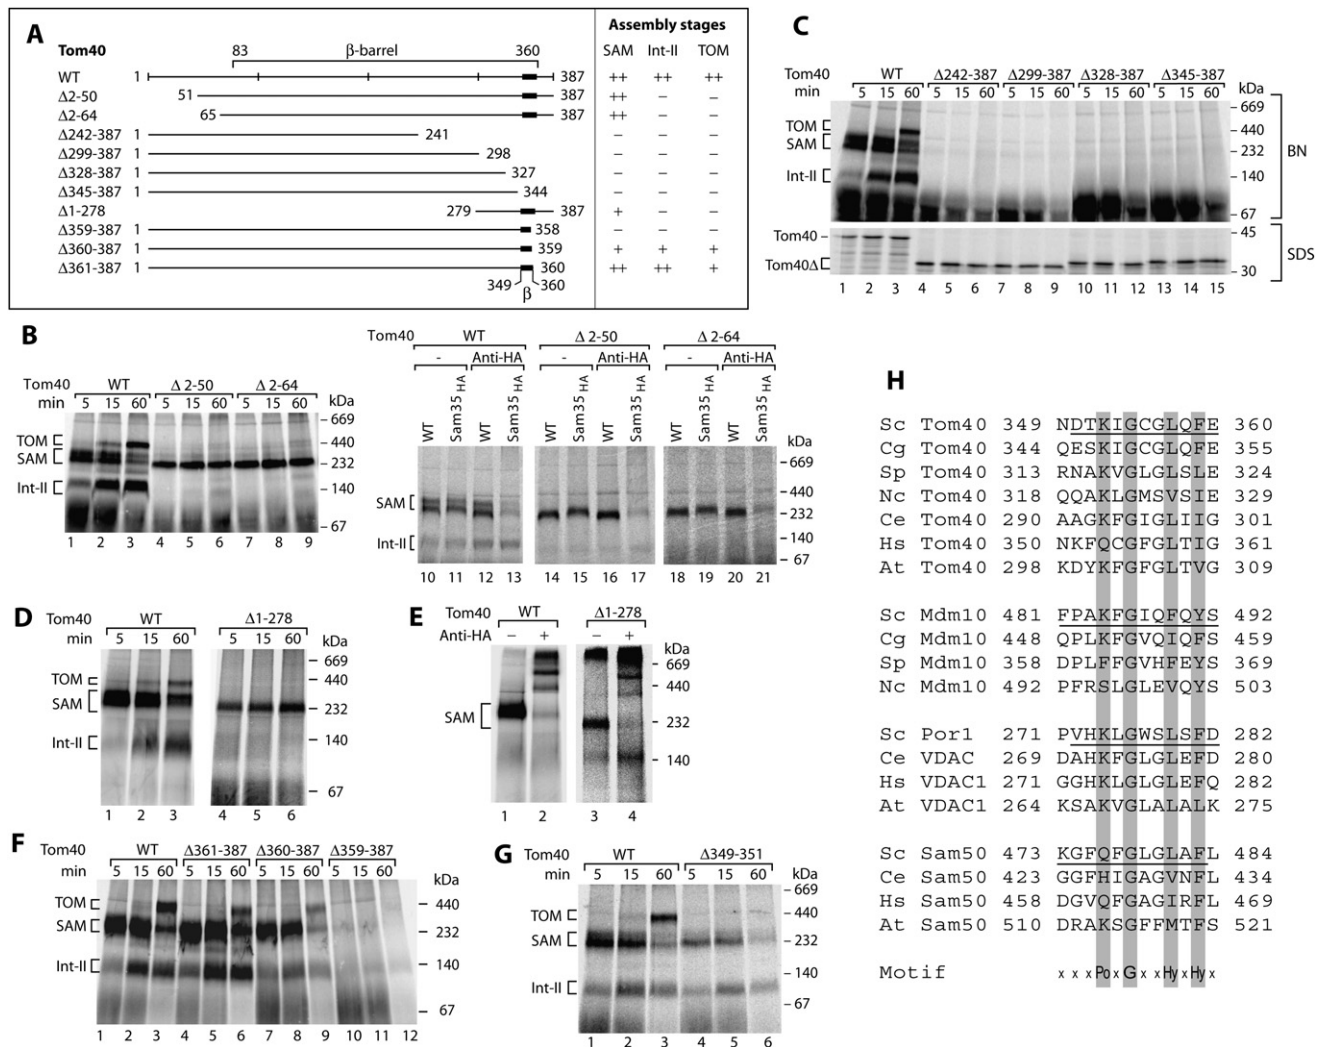 A
Assembly stages
Tom40 83 β-barrel 360 SAM Int-II TOM
WT 1 387 ++ ++ ++
Δ2-50 51 387 ++ – –
Δ2-64 65 387 ++ – –
Δ242-387 1 241 – – –
Δ299-387 1 298 – – –
Δ328-387 1 327 – – –
Δ345-387 1 344 – – –
Δ1-278 279 387 + – –
Δ359-387 1 358 – – –
Δ360-387 1 359 + + +
Δ361-387 1 360 ++ ++ +
349 360
β
B
Tom40 WT Δ 2-50 Δ 2-64
min 5 15 60 5 15 60 5 15 60 kDa
TOM
SAM
Int-II
– 669
– 440
– 232
– 140
– 67
1 2 3 4 5 6 7 8 9
Tom40 WT Δ 2-50 Δ 2-64
- Anti-HA - Anti-HA - Anti-HA
WT Sam35HA WT Sam35HA WT Sam35HA WT Sam35HA WT Sam35HA WT Sam35HA
kDa
SAM
Int-II
– 669
– 440
– 232
– 140
– 67
10 11 12 13 14 15 16 17 18 19 20 21
C
Tom40 WT Δ242-387 Δ299-387 Δ328-387 Δ345-387
min 5 15 60 5 15 60 5 15 60 5 15 60 5 15 60 kDa
TOM
SAM
Int-II
– 669
– 440
– 232
– 140
– 67
BN
Tom40 –
Tom40Δ
– 45
– 30
SDS
1 2 3 4 5 6 7 8 9 10 11 12 13 14 15
D
Tom40 WT Δ1-278
min 5 15 60 5 15 60 kDa
TOM
SAM
Int-II
– 669
– 440
– 232
– 140
– 67
1 2 3 4 5 6
E
Tom40 WT Δ1-278
Anti-HA – + – + kDa
SAM
– 669
– 440
– 232
– 140
1 2 3 4
F
Tom40 WT Δ361-387 Δ360-387 Δ359-387
min 5 15 60 5 15 60 5 15 60 5 15 60 kDa
TOM
SAM
Int-II
– 440
– 232
– 140
– 67
1 2 3 4 5 6 7 8 9 10 11 12
G
Tom40 WT Δ349-351
min 5 15 60 5 15 60 kDa
TOM
SAM
Int-II
– 669
– 440
– 232
– 140
– 67
1 2 3 4 5 6
H
Sc Tom40 349 NDTKIGCGLQFE 360
Cg Tom40 344 QESKIGCGLQFE 355
Sp Tom40 313 RNAKVGLGLSLE 324
Nc Tom40 318 QQAKLGMSVSIE 329
Ce Tom40 290 AAGKFGIGLIIG 301
Hs Tom40 350 NKFQCGFGLTIG 361
At Tom40 298 KDYKFGFGLTVG 309
Sc Mdm10 481 FPAKFGIQFQYS 492
Cg Mdm10 448 QPLKFGVQIQFS 459
Sp Mdm10 358 DPLFFGVHFEYS 369
Nc Mdm10 492 PFRSLGLEVQYS 503
Sc Por1 271 PVHKLGWSLSFD 282
Ce VDAC 269 DAHKFGLGLEFD 280
Hs VDAC1 271 GGHKLGLGLEFQ 282
At VDAC1 264 KSAKVGLALALK 275
Sc Sam50 473 KGFQFGLGLAFL 484
Ce Sam50 423 GGFHIGAGVNFL 434
Hs Sam50 458 DGVQFGAGIRFL 469
At Sam50 510 DRAKSGFFMTFS 521
Motif x x x Po x G x x Hy x Hy x